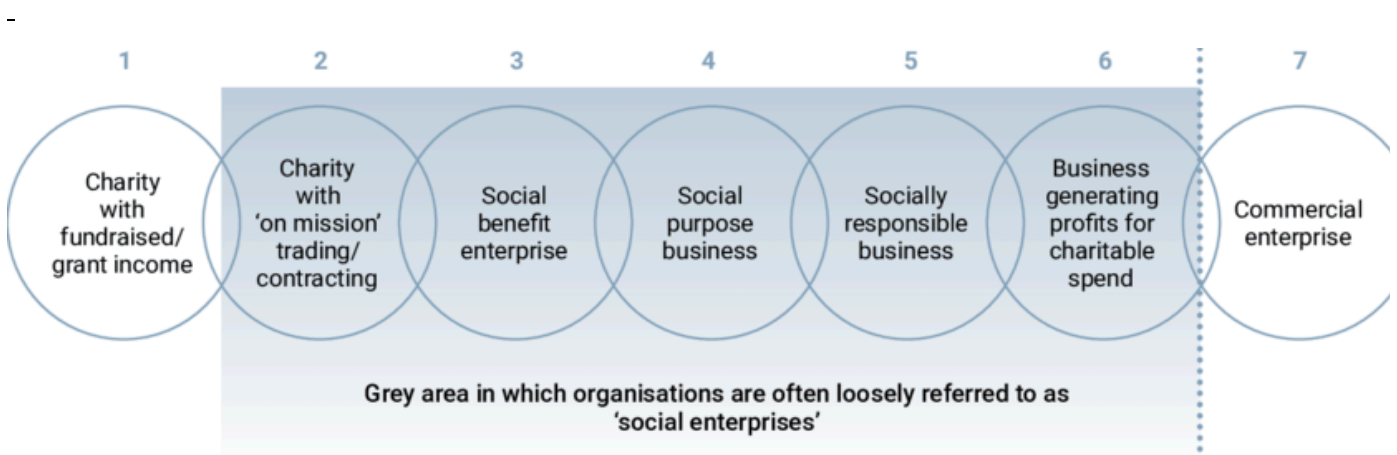 1
2
3
4
5
6
7
Charity
with
fundraised/
grant income
Charity
with
‘on mission’
trading/
contracting
Social
benefit
enterprise
Social
purpose
business
Socially
responsible
business
Business
generating
profits for
charitable
spend
Commercial
enterprise
Grey area in which organisations are often loosely referred to as
‘social enterprises’